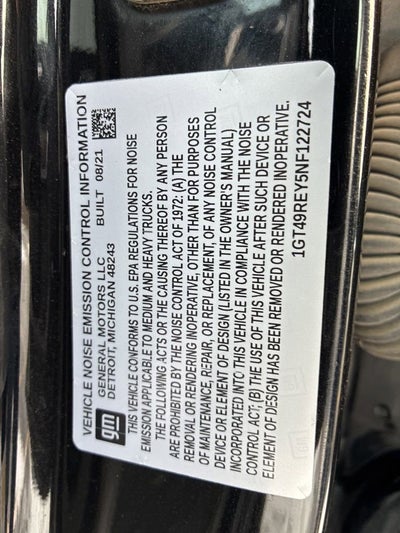 VEHICLE NOISE EMISSION CONTROL INFORMATION
gm
GENERAL MOTORS LLC
BUILT 08/21
DETROIT, MICHIGAN 48243
THIS VEHICLE CONFORMS TO U.S. EPA REGULATIONS FOR NOISE
EMISSION APPLICABLE TO MEDIUM AND HEAVY TRUCKS.
THE FOLLOWING ACTS OR THE CAUSING THEREOF BY ANY PERSON
ARE PROHIBITED BY THE NOISE CONTROL ACT OF 1972: (A) THE
REMOVAL OR RENDERING INOPERATIVE, OTHER THAN FOR PURPOSES
OF MAINTENANCE, REPAIR, OR REPLACEMENT, OF ANY NOISE CONTROL
DEVICE OR ELEMENT OF DESIGN (LISTED IN THE OWNER'S MANUAL)
INCORPORATED INTO THIS VEHICLE IN COMPLIANCE WITH THE NOISE
CONTROL ACT; (B) THE USE OF THIS VEHICLE AFTER SUCH DEVICE OR
ELEMENT OF DESIGN HAS BEEN REMOVED OR RENDERED INOPERATIVE.
1GT49REY5NF122724